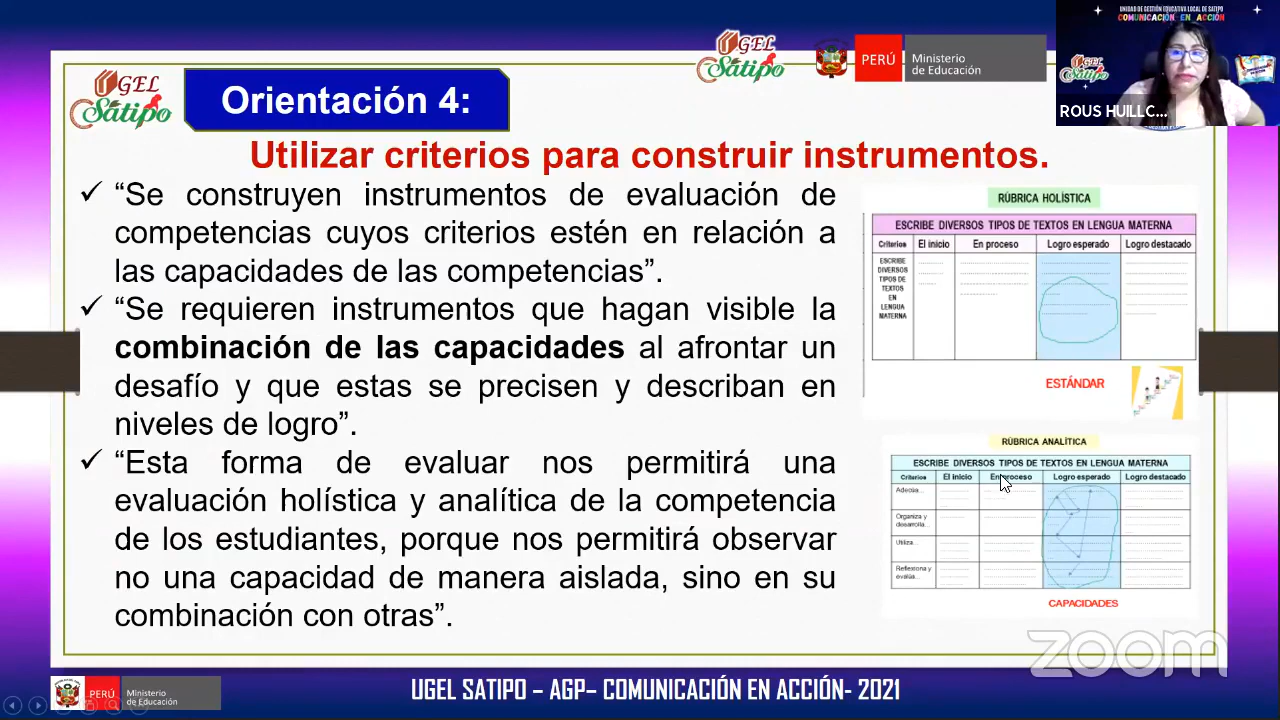 UNIDAD DE GESTIÓN EDUCATIVA LOCAL DE SATIPO
COMUNICACIÓN EN ACCIÓN
UGEL
Satipo
PERÚ
Ministerio
de Educación
UGEL
Satipo
ROUS HUILLC...
UGEL
Satipo
Orientación 4:
Utilizar criterios para construir instrumentos.
✓ “Se construyen instrumentos de evaluación de
competencias cuyos criterios estén en relación a
las capacidades de las competencias”.
✓ “Se requieren instrumentos que hagan visible la
combinación de las capacidades al afrontar un
desafío y que estas se precisen y describan en
niveles de logro”.
✓ “Esta forma de evaluar nos permitirá una
evaluación holística y analítica de la competencia
de los estudiantes, porque nos permitirá observar
no una capacidad de manera aislada, sino en su
combinación con otras”.
RÚBRICA HOLÍSTICA
ESCRIBE DIVERSOS TIPOS DE TEXTOS EN LENGUA MATERNA
Criterios El inicio En proceso Logro esperado Logro destacado
ESCRIBE
DIVERSOS
TIPOS DE
TEXTOS
EN
LENGUA
MATERNA
ESTÁNDAR
RÚBRICA ANALÍTICA
ESCRIBE DIVERSOS TIPOS DE TEXTOS EN LENGUA MATERNA
Criterios El inicio En proceso Logro esperado Logro destacado
Adecúa...
Organiza y
desarrolla...
Utiliza...
Reflexiona y
evalúa...
CAPACIDADES
zoom
PERÚ
Ministerio
de Educación
UGEL SATIPO – AGP– COMUNICACIÓN EN ACCIÓN- 2021